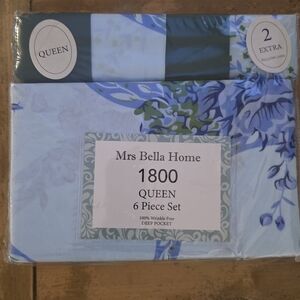 QUEEN
2
EXTRA
Mrs Bella Home
1800
QUEEN
6 Piece Set
100% Wrinkle Free
DEEP POCKET